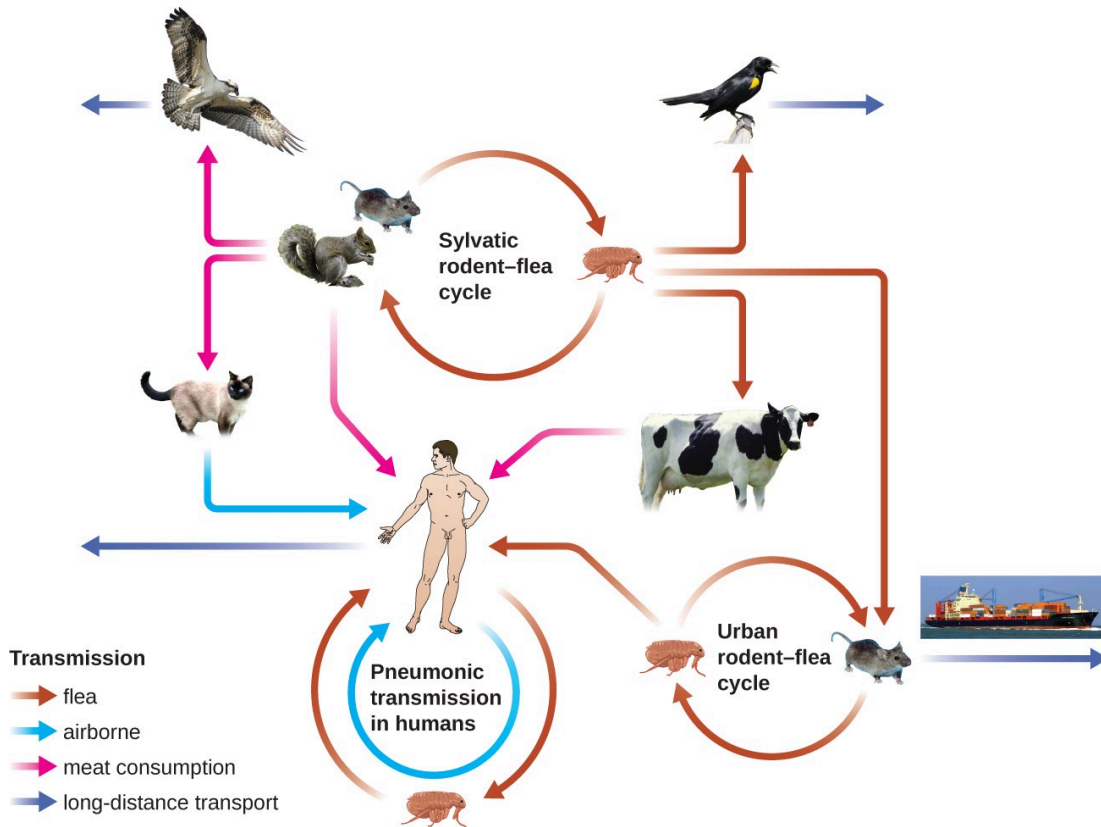 Sylvatic
rodent–flea
cycle
Urban
rodent–flea
cycle
Pneumonic
transmission
in humans
Transmission
flea
airborne
meat consumption
long-distance transport